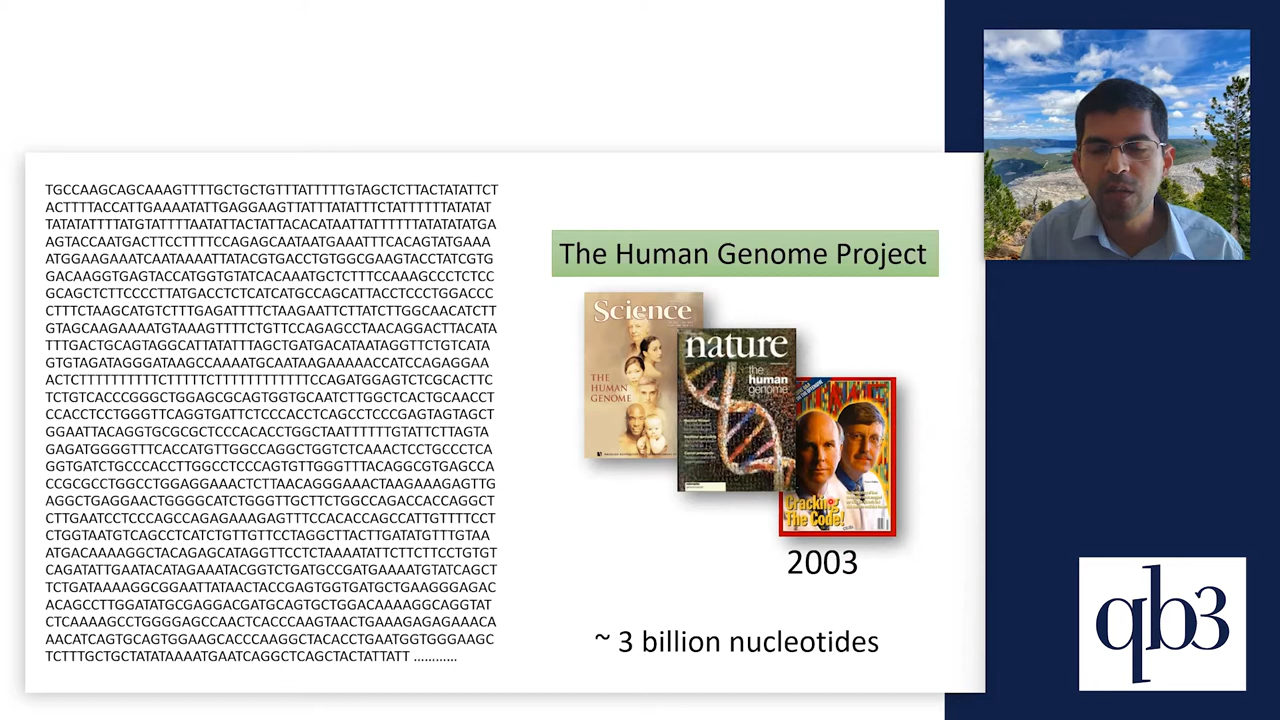 TGCCAAGCAGCAAAGTTTTGCTGCTGTTTATTTTTGTAGCTCTTACTATATTCT
ACTTTTACCATTGAAAATATTGAGGAAGTTATTTATATTTCTATTTTTTATATAT
TATATATTTTATGTATTTTAATATTACTATTACACATAATTATTTTTTATATATATGA
AGTACCAATGACTTCCTTTTCCAGAGCAATAATGAAATTTCACAGTATGAAA
ATGGAAGAAATCAATAAAATTATACGTGACCTGTGGCGAAGTACCTATCGTG
GACAAGGTGAGTACCATGGTGTATCACAAATGCTCTTTCCAAAGCCCTCTCC
GCAGCTCTTCCCCTTATGACCTCTCATCATGCCAGCATTACCTCCCTGGACCC
CTTTCTAAGCATGTCTTTGAGATTTTCTAAGAATTCTTATCTTGGCAACATCTT
GTAGCAAGAAAATGTAAAGTTTTCTGTTCCAGAGCCTAACAGGACTTACATA
TTTGACTGCAGTAGGCATTATATTTAGCTGATGACATAATAGGTTCTGTCATA
GTGTAGATAGGGATAAGCCAAAATGCAATAAGAAAAACCATCCAGAGGAA
ACTCTTTTTTTTTTCTTTTTCTTTTTTTTTTTTCCAGATGGAGTCTCGCACTTC
TCTGTCACCCGGGCTGGAGCGCAGTGGTGCAATCTTGGCTCACTGCAACCT
CCACCTCCTGGGTTCAGGTGATTCTCCCACCTCAGCCTCCCGAGTAGTAGCT
GGAATTACAGGTGCGCGCTCCCACACCTGGCTAATTTTTTGTATTCTTAGTA
GAGATGGGGTTTCACCATGTTGGCCAGGCTGGTCTCAAACTCCTGCCCTCA
GGTGATCTGCCCACCTTGGCCTCCCAGTGTTGGGTTTACAGGCGTGAGCCA
CCGCGCCTGGCCTGGAGGAAACTCTTAACAGGGAAACTAAGAAAGAGTTG
AGGCTGAGGAACTGGGGCATCTGGGTTGCTTCTGGCCAGACCACCAGGCT
CTTGAATCCTCCCAGCCAGAGAAAGAGTTTCCACACCAGCCATTGTTTTCCT
CTGGTAATGTCAGCCTCATCTGTTGTTCCTAGGCTTACTTGATATGTTTGTAA
ATGACAAAAGGCTACAGAGCATAGGTTCCTCTAAAATATTCTTCTTCCTGTGT
CAGATATTGAATACATAGAAATACGGTCTGATGCCGATGAAAATGTATCAGCT
TCTGATAAAAGGCGGAATTATAACTACCGAGTGGTGATGCTGAAGGGAGAC
ACAGCCTTGGATATGCGAGGACGATGCAGTGCTGGACAAAAGGCAGGTAT
CTCAAAAGCCTGGGGAGCCAACTCACCCAAGTAACTGAAAGAGAGAAACA
AACATCAGTGCAGTGGAAGCACCCAAGGCTACACCTGAATGGTGGGAAGC
TCTTTGCTGCTATATAAAATGAATCAGGCTCAGCTACTATTATT ............
The Human Genome Project
Science
THE
HUMAN
GENOME
nature
the
human
genome
Cracking
The Code!
2003
~ 3 billion nucleotides
qb3